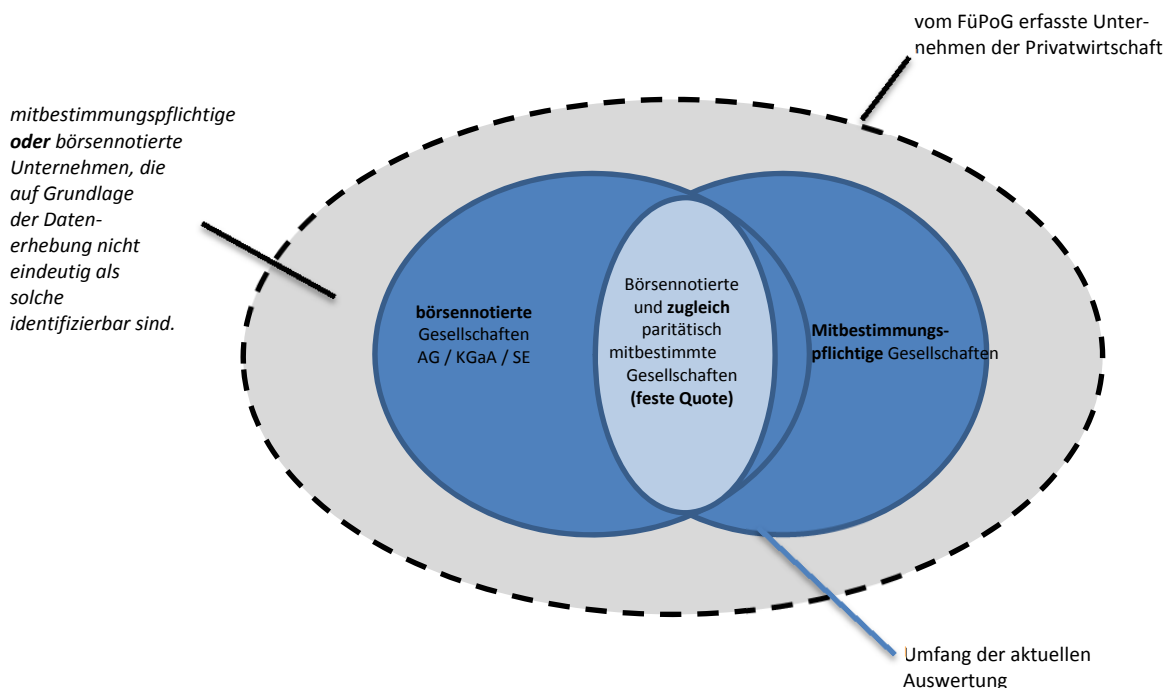 vom FüPoG erfasste Unter-
nehmen der Privatwirtschaft
mitbestimmungspflichtige
oder börsennotierte
Unternehmen, die
auf Grundlage
der Daten-
erhebung nicht
eindeutig als
solche
identifizierbar sind.
börsennotierte
Gesellschaften
AG / KGaA / SE
Börsennotierte
und zugleich
paritätisch
mitbestimmte
Gesellschaften
(feste Quote)
Mitbestimmungs-
pflichtige Gesellschaften
Umfang der aktuellen
Auswertung